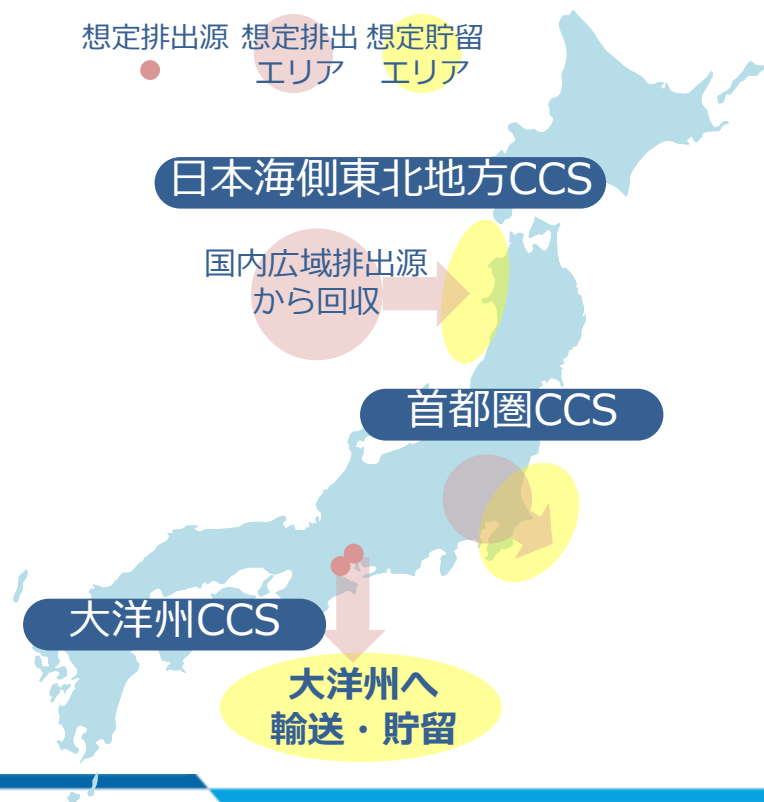 想定排出源 想定排出 想定貯留
エリア エリア
日本海側東北地方CCS
国内広域排出源
から回収
首都圏CCS
大洋州CCS
大洋州へ
輸送・貯留